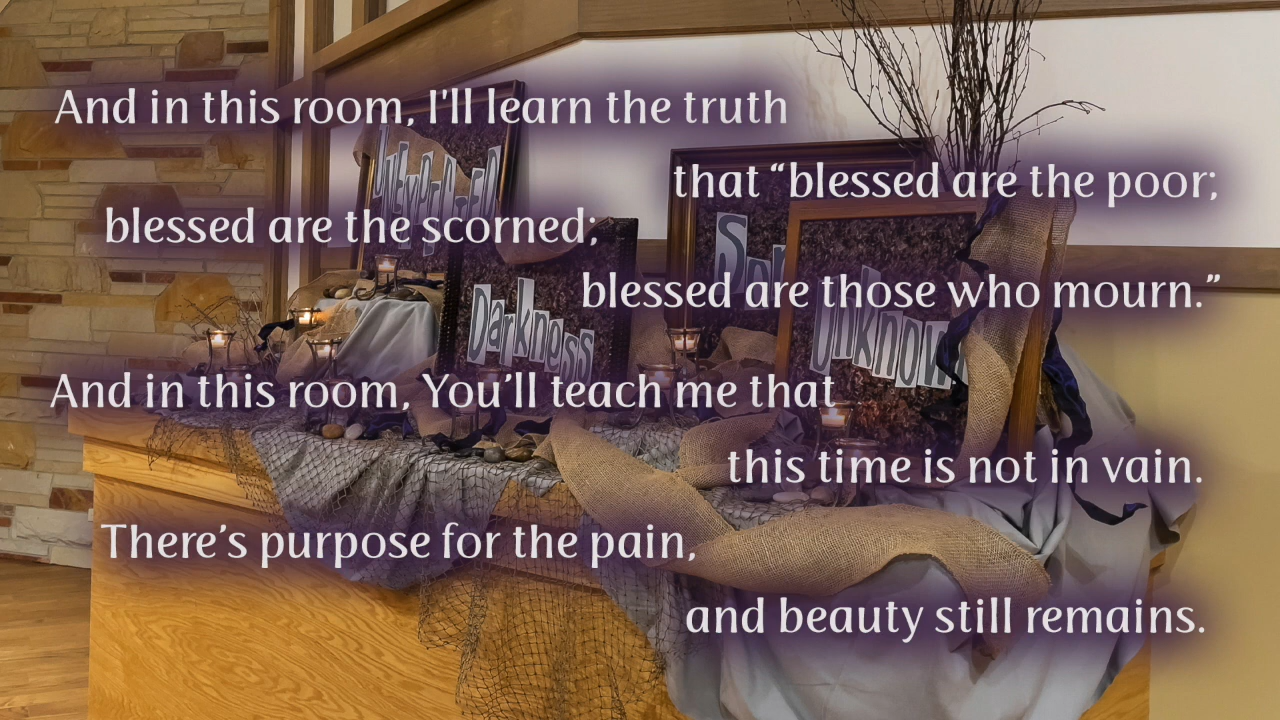 And in this room, I'll learn the truth
that “blessed are the poor;
blessed are the scorned;
blessed are those who mourn.”
And in this room, You’ll teach me that
this time is not in vain.
There’s purpose for the pain,
and beauty still remains.
Unexpected
Darkness
Unknown